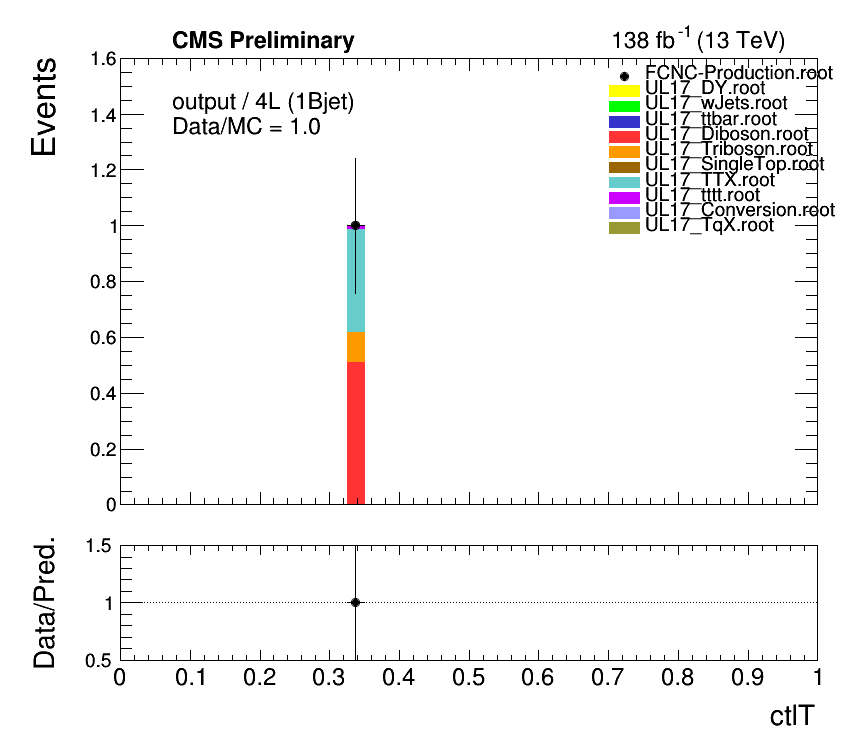 CMS Preliminary
138 fb-1 (13 TeV)
Events
1.6
1.4
1.2
1
0.8
0.6
0.4
0.2
0
output / 4L (1Bjet)
Data/MC = 1.0
FCNC-Production.root
UL17_DY.root
UL17_wJets.root
UL17_ttbar.root
UL17_Diboson.root
UL17_Triboson.root
UL17_SingleTop.root
UL17_TTX.root
UL17_tttt.root
UL17_Conversion.root
UL17_TqX.root
Data/Pred.
1.5
1
0.5
0 0.1 0.2 0.3 0.4 0.5 0.6 0.7 0.8 0.9 1
ctlT